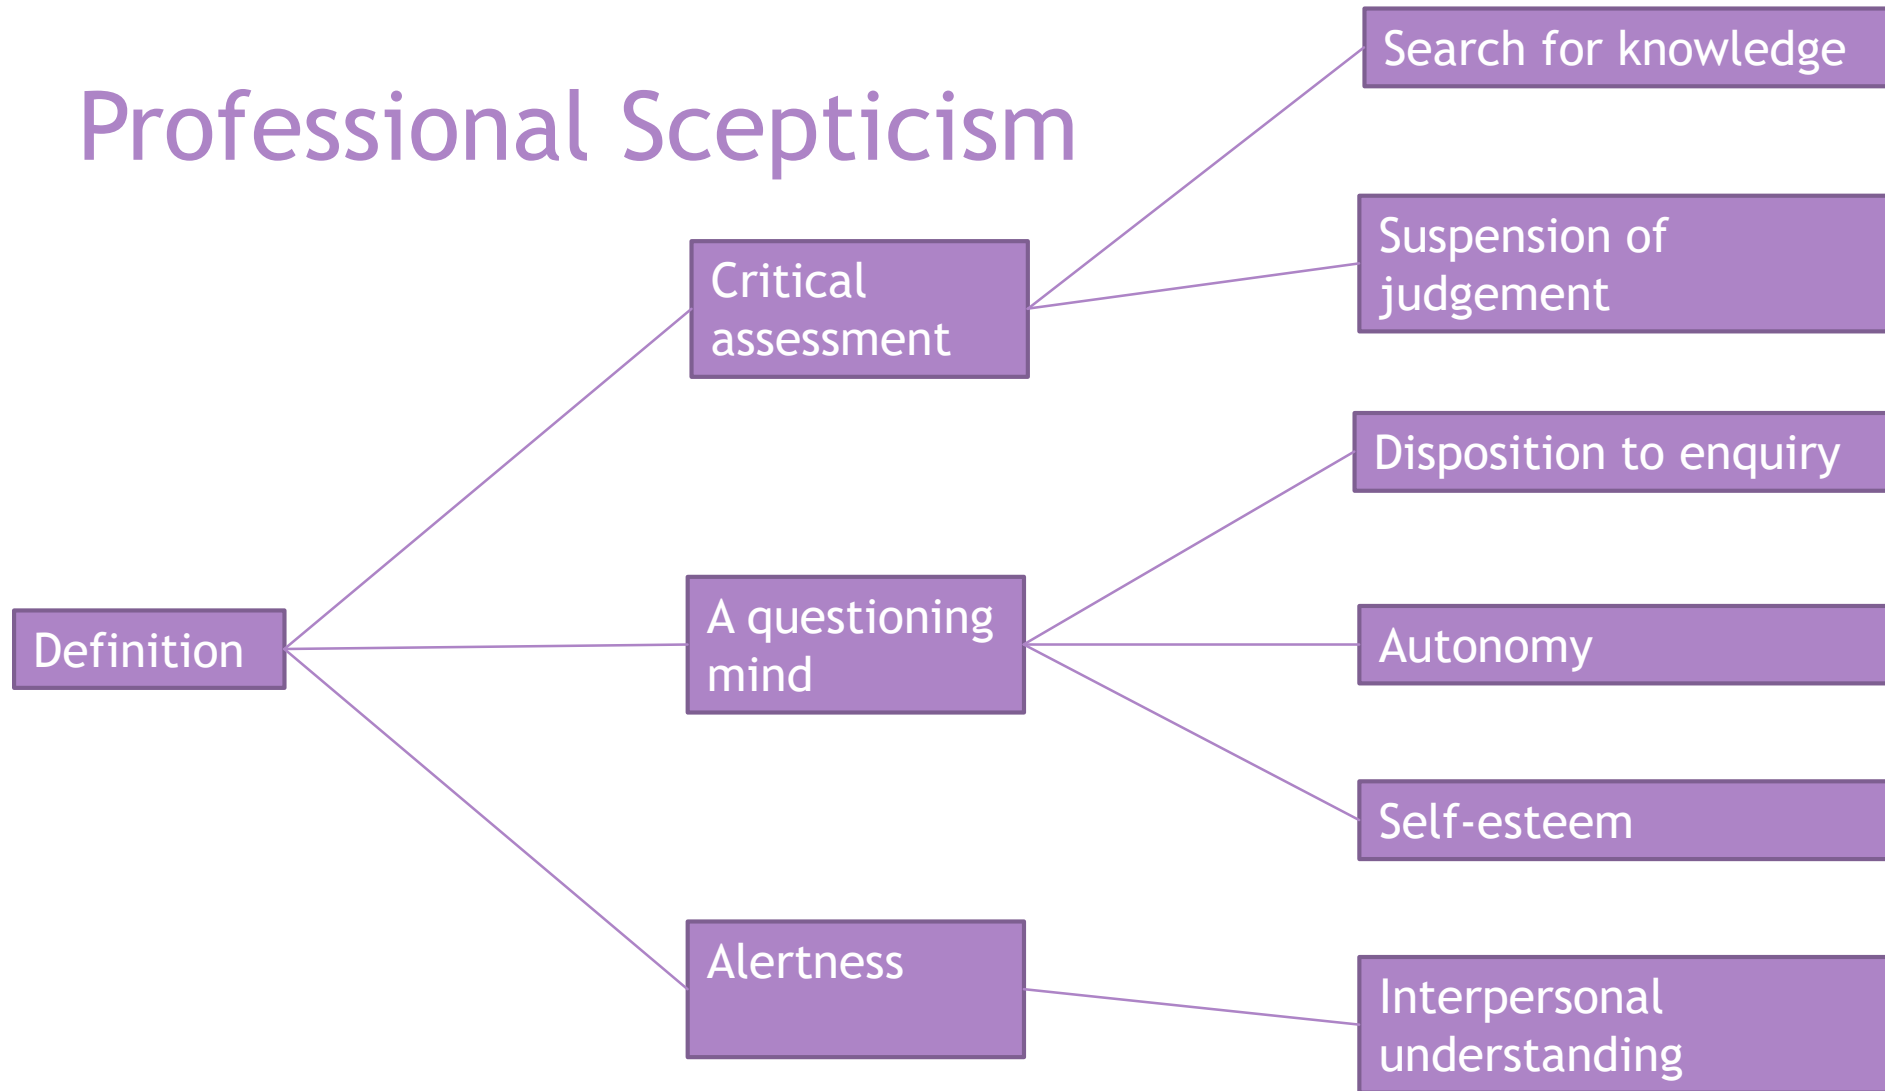 Professional Scepticism
Definition
Critical
assessment
A questioning
mind
Alertness
Search for knowledge
Suspension of
judgement
Disposition to enquiry
Autonomy
Self-esteem
Interpersonal
understanding